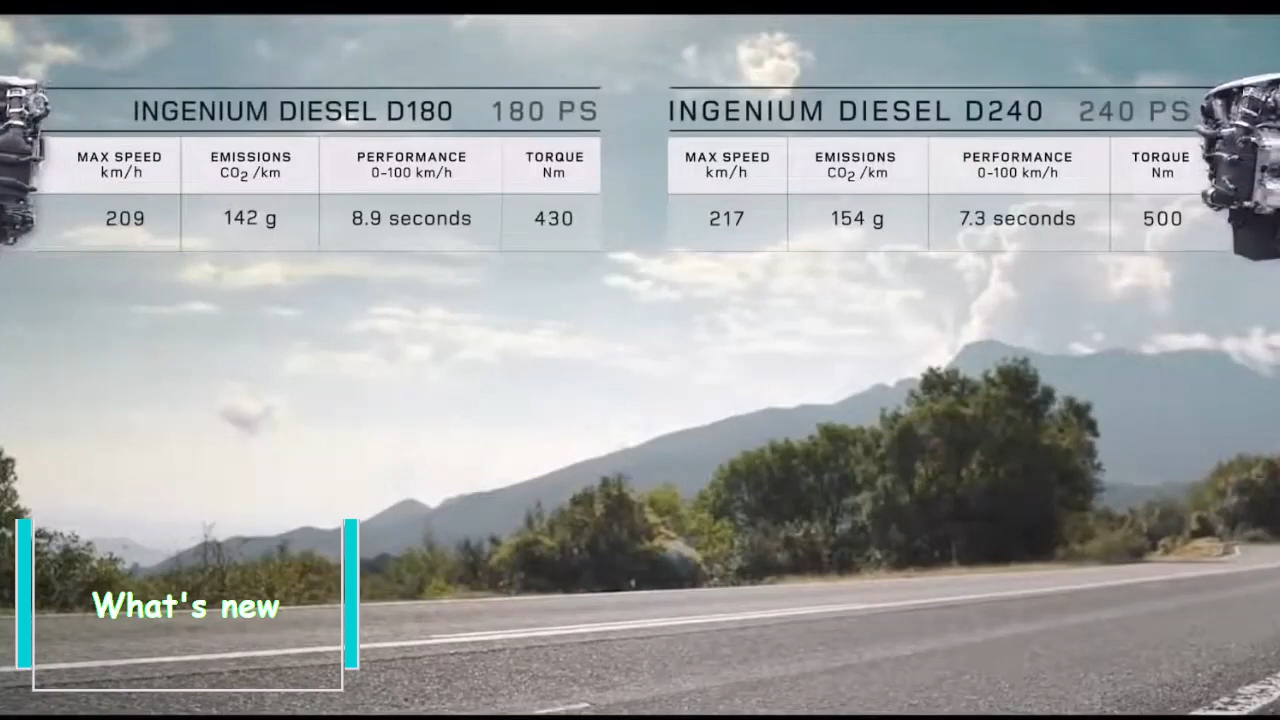 INGENIUM DIESEL D180 180 PS
MAX SPEED EMISSIONS PERFORMANCE TORQUE
km/h CO2 /km 0-100 km/h Nm
209 142 g 8.9 seconds 430
INGENIUM DIESEL D240 240 PS
MAX SPEED EMISSIONS PERFORMANCE TORQUE
km/h CO2 /km 0-100 km/h Nm
217 154 g 7.3 seconds 500
What's new